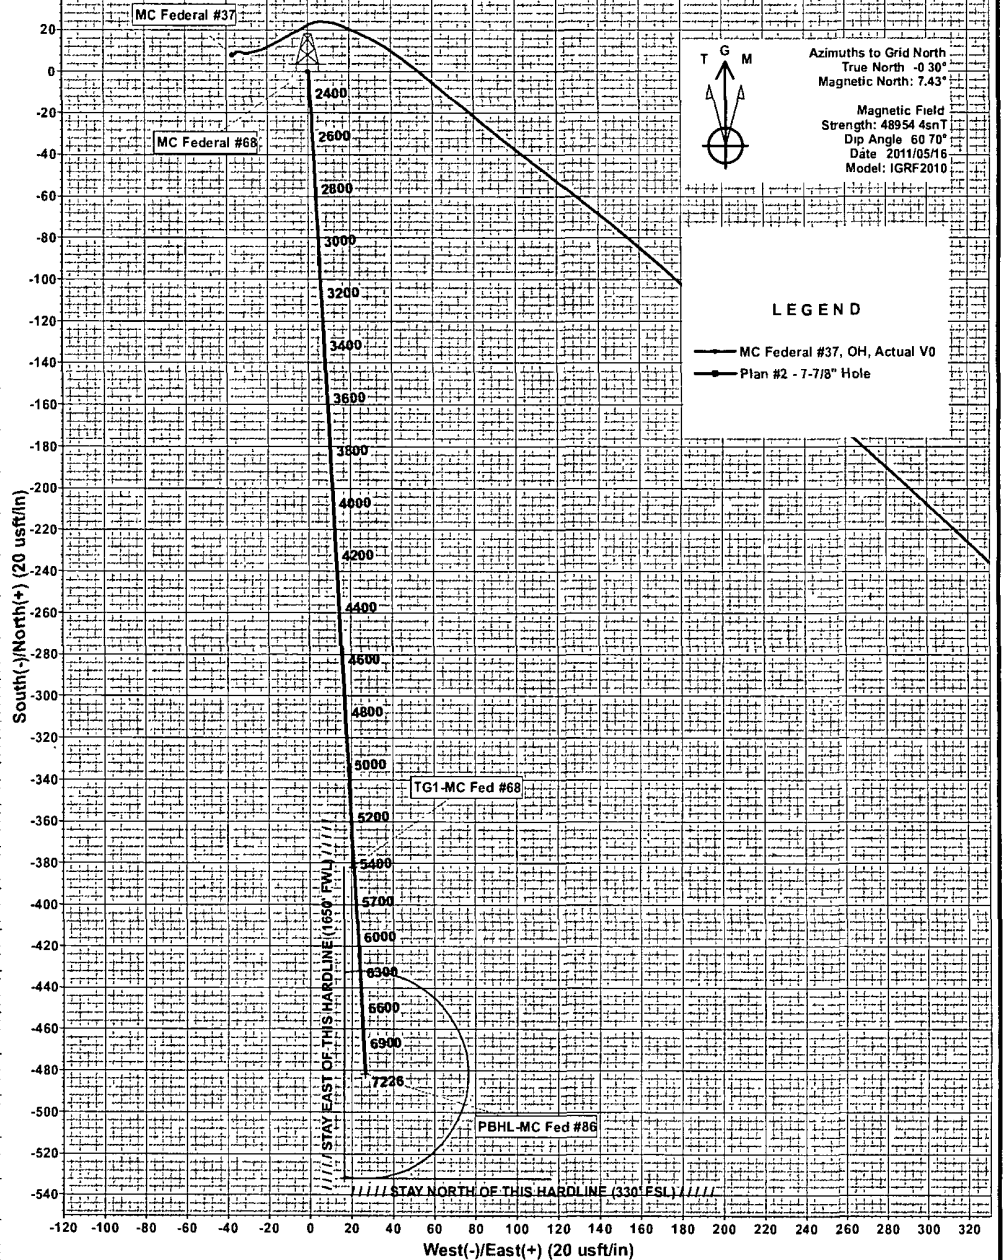 MC Federal #37
MC Federal #68
T G M
Azimuths to Grid North
True North -0 30°
Magnetic North: 7.43°
Magnetic Field
Strength: 48954 4snT
Dip Angle 60 70°
Date 2011/05/16
Model: IGRF2010
LEGEND
MC Federal #37, OH, Actual V0
Plan #2 - 7-7/8" Hole
20
0
-20
-40
-60
-80
-100
-120
-140
-160
-180
-200
-220
-240
-260
-280
-300
-320
-340
-360
-380
-400
-420
-440
-460
-480
-500
-520
-540
South(-)/North(+) (20 usft/in)
2400
2600
2800
3000
3200
3400
3600
3800
4000
4200
4400
4600
4800
5000
5200
5400
5700
6000
6300
6600
6900
7226
TG1-MC Fed #68
PBHL-MC Fed #86
///// STAY EAST OF THIS HARDLINE (1650' FWL) /////
///// STAY NORTH OF THIS HARDLINE (330' FSL) /////
-120 -100 -80 -60 -40 -20 0 20 40 60 80 100 120 140 160 180 200 220 240 260 280 300 320
West(-)/East(+) (20 usft/in)